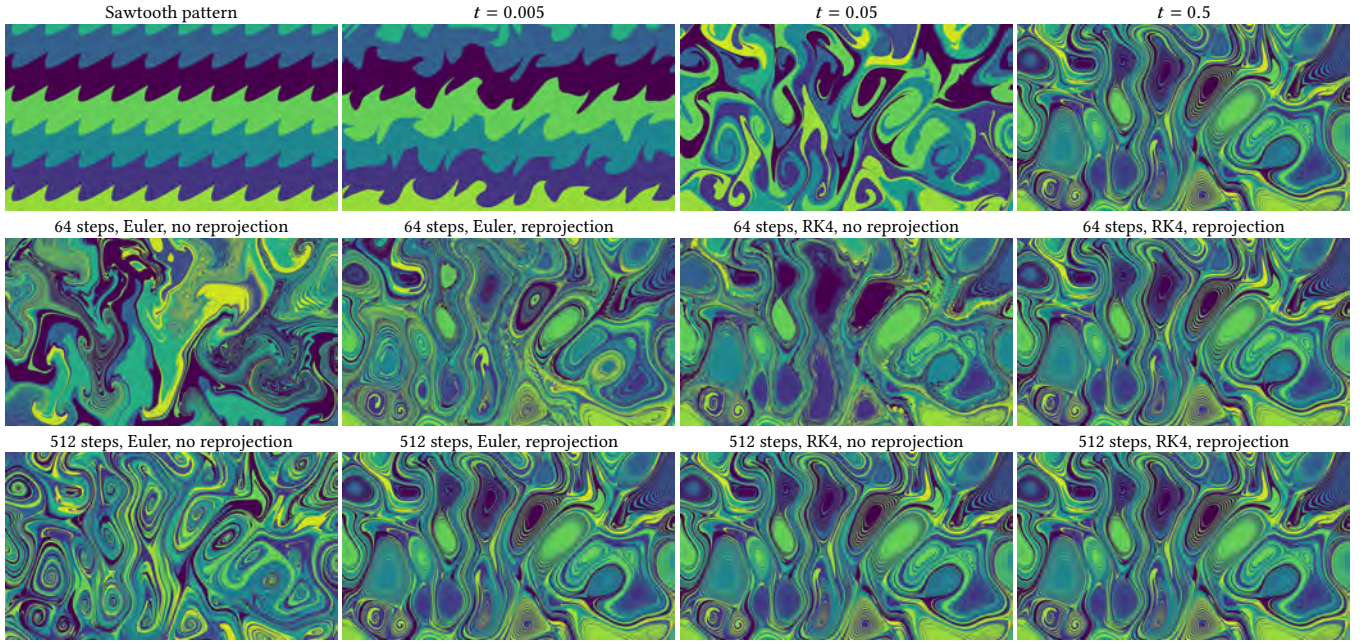 Sawtooth pattern
t = 0.005
t = 0.05
t = 0.5
64 steps, Euler, no reprojection
64 steps, Euler, reprojection
64 steps, RK4, no reprojection
64 steps, RK4, reprojection
512 steps, Euler, no reprojection
512 steps, Euler, reprojection
512 steps, RK4, no reprojection
512 steps, RK4, reprojection